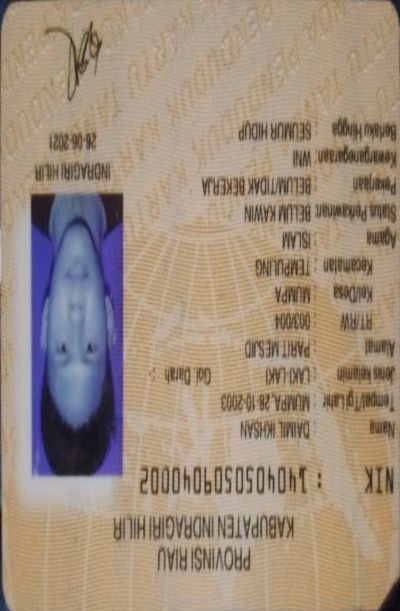 PROVINSI RIAU
KABUPATEN INDRAGIRI HILIR
NIK : 1404050509040002
Nama : DAIMIL IKHSAN
Tempat/Tgl Lahir : MUMPA, 28-10-2003
Jenis kelamin : LAKI-LAKI Gol. Darah : -
Alamat : PARIT MESJID
RT/RW : 003/004
Kel/Desa : MUMPA
Kecamatan : TEMPULING
Agama : ISLAM
Status Perkawinan: BELUM KAWIN
Pekerjaan : BELUM/TIDAK BEKERJA
Kewarganegaraan: WNI
Berlaku Hingga : SEUMUR HIDUP
INDRAGIRI HILIR
28-06-2021